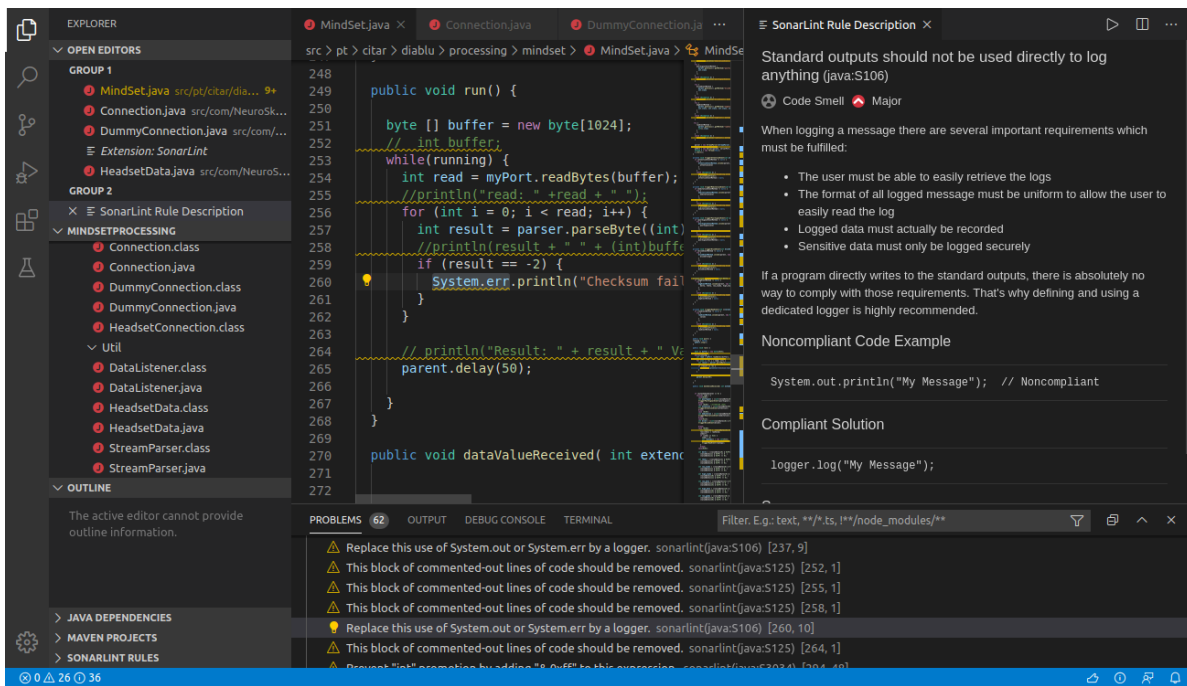 EXPLORER
OPEN EDITORS
GROUP 1
MindSet.java src/pt/citar/dia... 9+
Connection.java src/com/NeuroSk...
DummyConnection.java src/com/...
Extension: SonarLint
HeadsetData.java src/com/NeuroS...
GROUP 2
SonarLint Rule Description
MINDSETPROCESSING
Connection.class
Connection.java
DummyConnection.class
DummyConnection.java
HeadsetConnection.class
Util
DataListener.class
DataListener.java
HeadsetData.class
HeadsetData.java
StreamParser.class
StreamParser.java
OUTLINE
The active editor cannot provide
outline information.
JAVA DEPENDENCIES
MAVEN PROJECTS
SONARLINT RULES
MindSet.java Connection.java DummyConnection.ja ...
src > pt > citar > diablu > processing > mindset > MindSet.java > MindSe
248
249 public void run() {
250
251 byte [] buffer = new byte[1024];
252 // int buffer;
253 while(running) {
254 int read = myPort.readBytes(buffer);
255 //println("read: " +read + " ");
256 for (int i = 0; i < read; i++) {
257 int result = parser.parseByte((int)
258 //println(result + " " + (int)buffe
259 if (result == -2) {
260 System.err.println("Checksum fail
261 }
262 }
263
264 // println("Result: " + result + " Va
265 parent.delay(50);
266
267 }
268 }
269
270 public void dataValueReceived( int extend
271
272
SonarLint Rule Description
Standard outputs should not be used directly to log
anything (java:S106)
Code Smell Major
When logging a message there are several important requirements which
must be fulfilled:
• The user must be able to easily retrieve the logs
• The format of all logged message must be uniform to allow the user to
easily read the log
• Logged data must actually be recorded
• Sensitive data must only be logged securely
If a program directly writes to the standard outputs, there is absolutely no
way to comply with those requirements. That's why defining and using a
dedicated logger is highly recommended.
Noncompliant Code Example
System.out.println("My Message"); // Noncompliant
Compliant Solution
logger.log("My Message");
PROBLEMS 62 OUTPUT DEBUG CONSOLE TERMINAL Filter. E.g.: text, **/*.ts, !**/node_modules/**
Replace this use of System.out or System.err by a logger. sonarlint(java:S106) [237, 9]
This block of commented-out lines of code should be removed. sonarlint(java:S125) [252, 1]
This block of commented-out lines of code should be removed. sonarlint(java:S125) [255, 1]
This block of commented-out lines of code should be removed. sonarlint(java:S125) [258, 1]
Replace this use of System.out or System.err by a logger. sonarlint(java:S106) [260, 10]
This block of commented-out lines of code should be removed. sonarlint(java:S125) [264, 1]
Prevent "int" promotion by adding "& 0xff" to this expression. sonarlint(java:S3034) [294, 48]
0 26 36